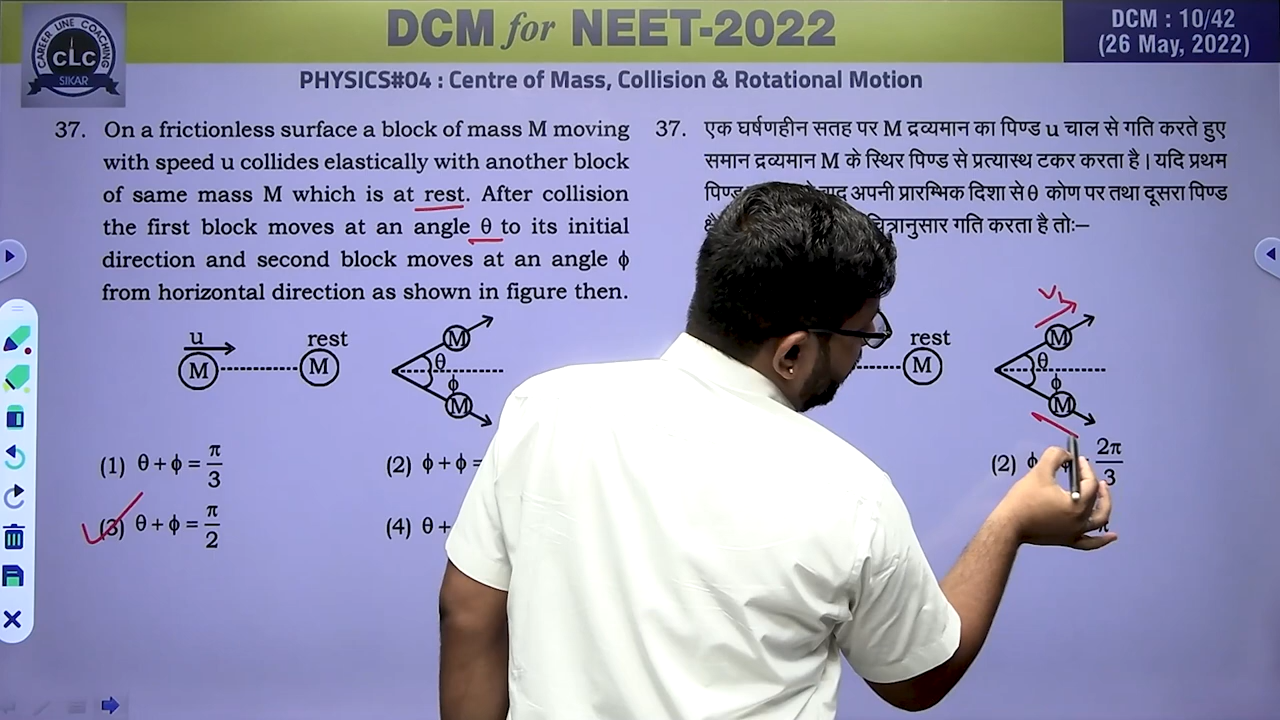 CAREER LINE COACHING
CLC
SIKAR
DCM for NEET-2022
DCM : 10/42
(26 May, 2022)
PHYSICS#04 : Centre of Mass, Collision & Rotational Motion
37. On a frictionless surface a block of mass M moving
with speed u collides elastically with another block
of same mass M which is at rest. After collision
the first block moves at an angle θ to its initial
direction and second block moves at an angle ϕ
from horizontal direction as shown in figure then.
u
rest
M
M
M
θ
ϕ
M
(1) θ + ϕ = π/3
(2) ϕ + ϕ =
(3) θ + ϕ = π/2
(4) θ +
37. एक घर्षणहीन सतह पर M द्रव्यमान का पिण्ड u चाल से गति करते हुए
समान द्रव्यमान M के स्थिर पिण्ड से प्रत्यास्थ टकर करता है। यदि प्रथम
पिण्ड अपनी प्रारम्भिक दिशा से θ कोण पर तथा दूसरा पिण्ड
चित्रानुसार गति करता है तोः–
rest
M
V₁
M
θ
ϕ
M
(2) 2π/3